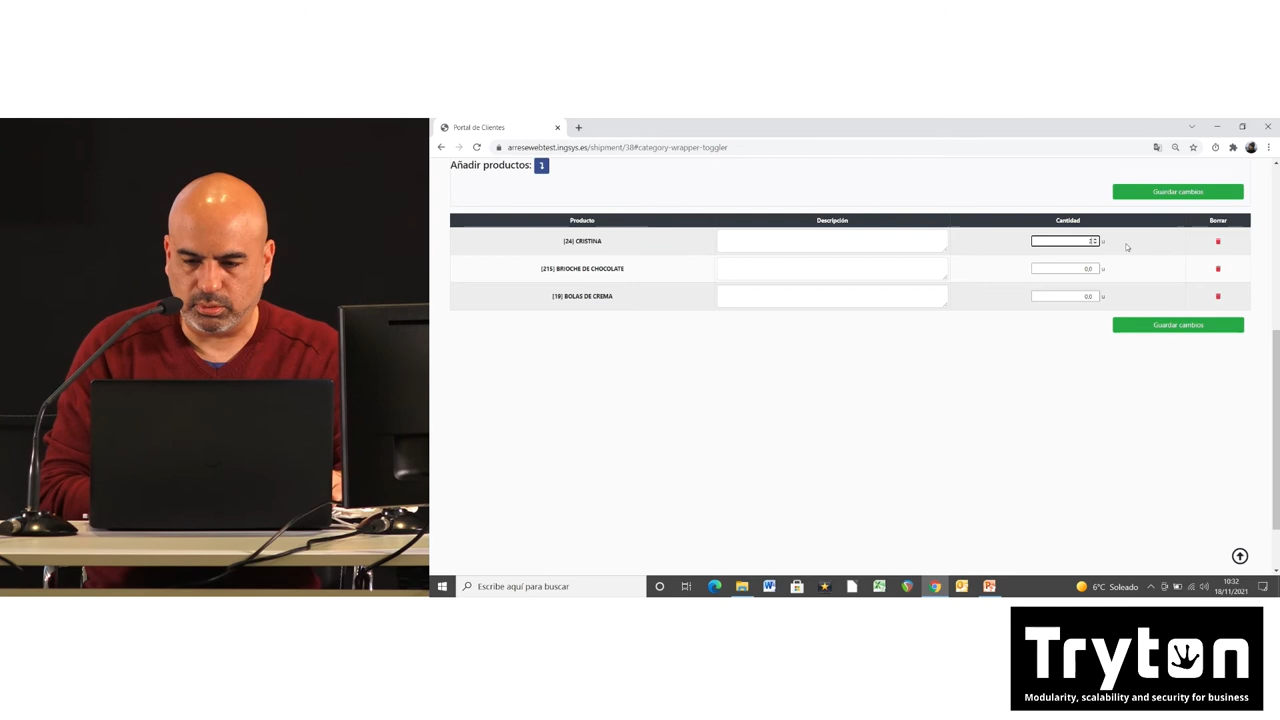 Portal de Clientes
arresewebtest.ingsys.es/shipment/38#category-wrapper-toggler
Añadir productos:
Guardar cambios
Producto Descripción Cantidad Borrar
[24] CRISTINA u
[215] BRIOCHE DE CHOCOLATE 0,0 u
[19] BOLAS DE CREMA 0,0 u
Guardar cambios
Escribe aquí para buscar
6°C Soleado
10:32
18/11/2021
Tryton
Modularity, scalability and security for business